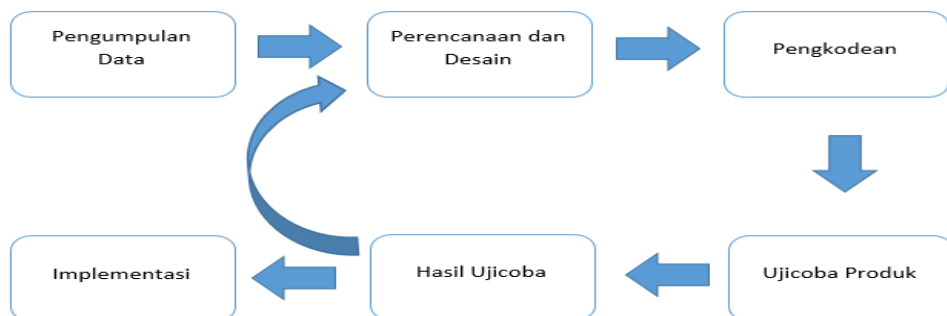 Pengumpulan
Data
Perencanaan dan
Desain
Pengkodean
Ujicoba Produk
Hasil Ujicoba
Implementasi